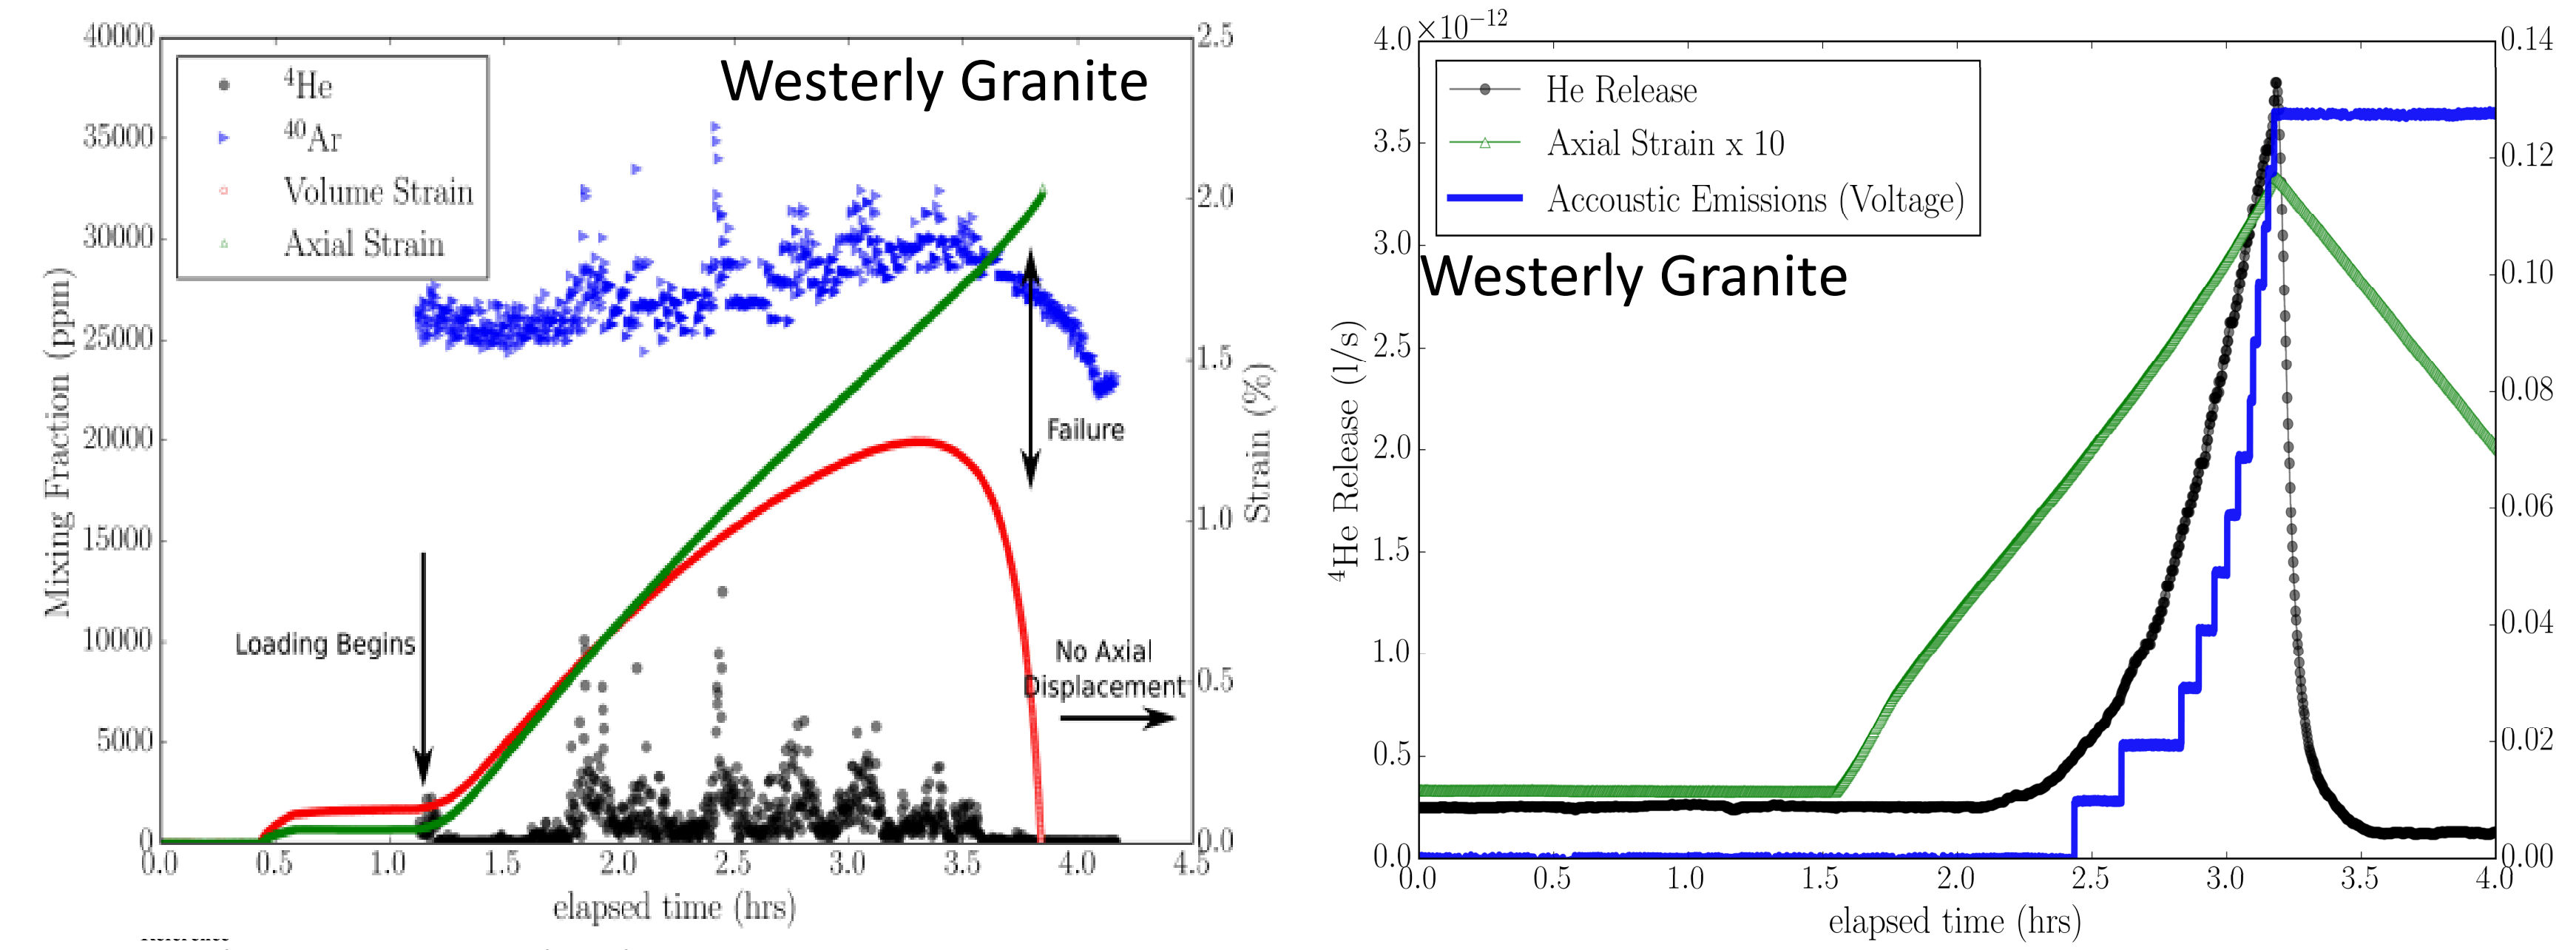 40000
35000
30000
25000
20000
15000
10000
5000
0
Mixing Fraction (ppm)
⁴He
⁴⁰Ar
Volume Strain
Axial Strain
Westerly Granite
Loading Begins
Failure
No Axial
Displacement
2.5
2.0
1.5
1.0
0.5
0.0
Strain (%)
0.0 0.5 1.0 1.5 2.0 2.5 3.0 3.5 4.0 4.5
elapsed time (hrs)
×10⁻¹²
4.0
3.5
3.0
2.5
2.0
1.5
1.0
0.5
0.0
⁴He Release (l/s)
He Release
Axial Strain x 10
Accoustic Emissions (Voltage)
Westerly Granite
0.14
0.12
0.10
0.08
0.06
0.04
0.02
0.00
0.0 0.5 1.0 1.5 2.0 2.5 3.0 3.5 4.0
elapsed time (hrs)